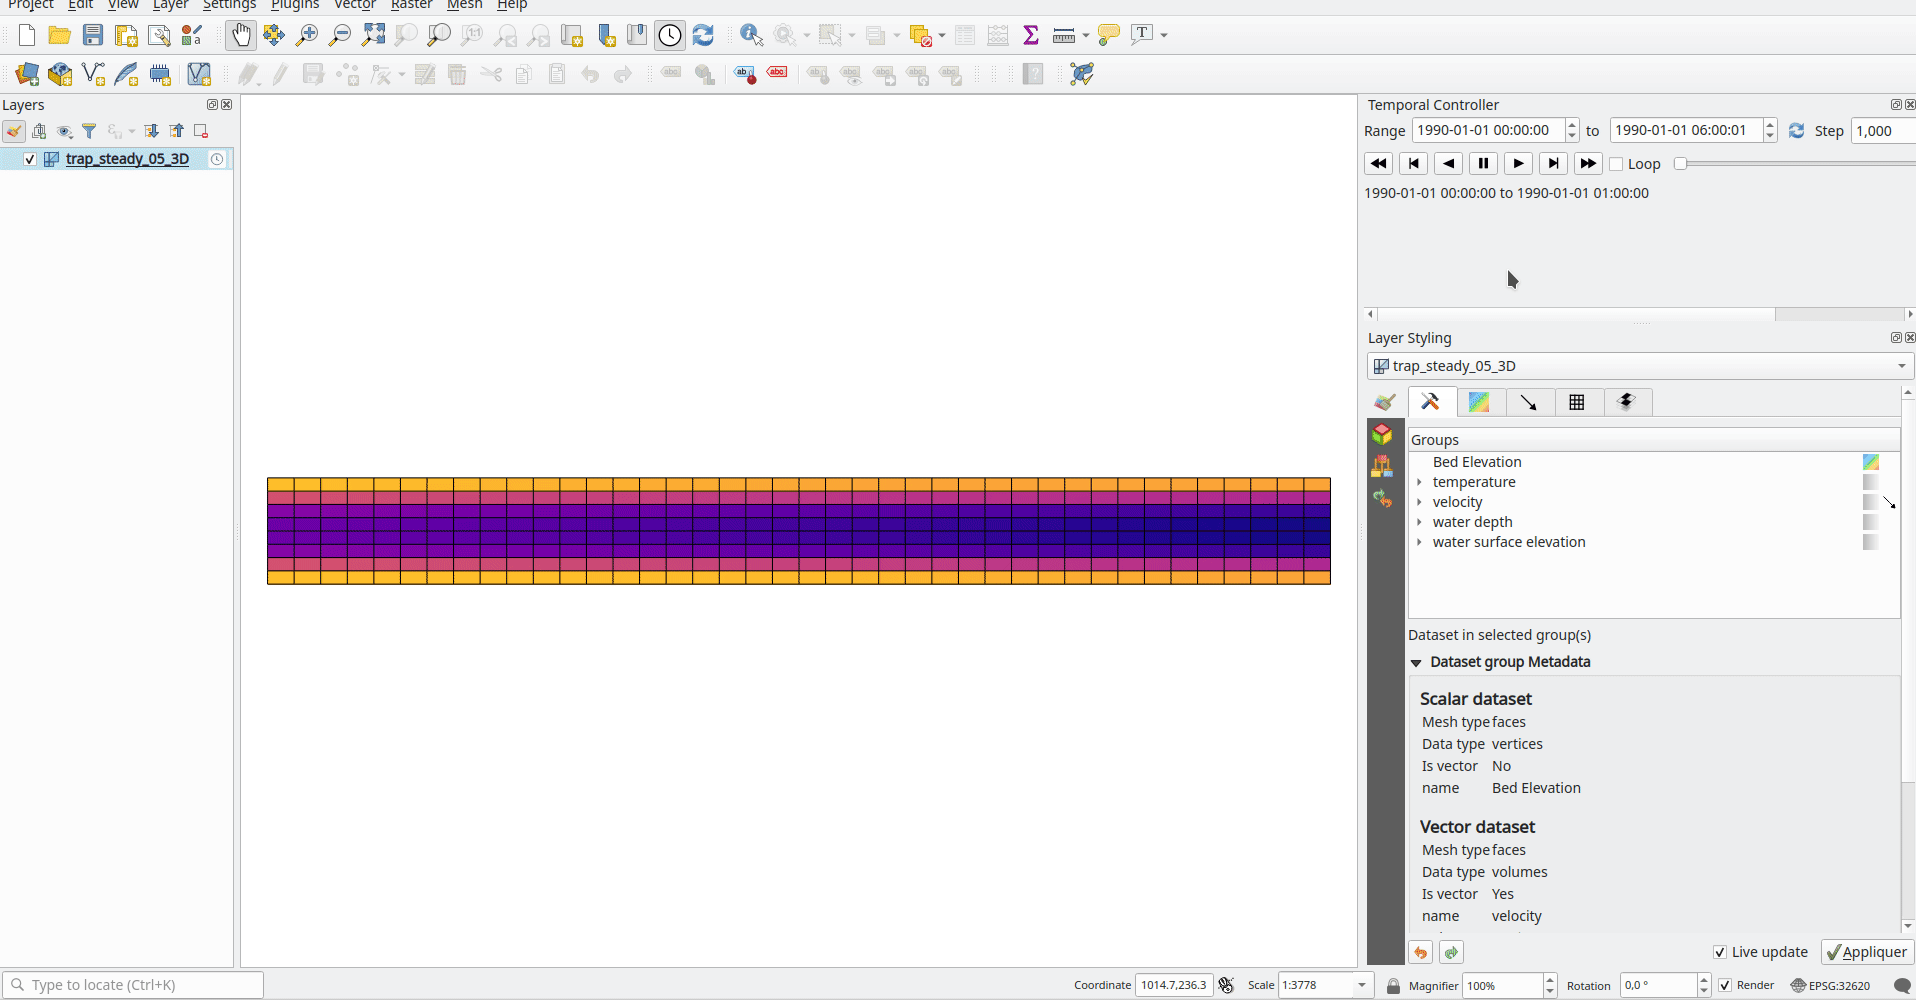 Project Edit View Layer Settings Plugins Vector Raster Mesh Help
Layers
trap_steady_05_3D
Temporal Controller
Range 1990-01-01 00:00:00 to 1990-01-01 06:00:01 Step 1,000
Loop
1990-01-01 00:00:00 to 1990-01-01 01:00:00
Layer Styling
trap_steady_05_3D
Groups
Bed Elevation
temperature
velocity
water depth
water surface elevation
Dataset in selected group(s)
Dataset group Metadata
Scalar dataset
Mesh type faces
Data type vertices
Is vector No
name Bed Elevation
Vector dataset
Mesh type faces
Data type volumes
Is vector Yes
name velocity
Live update Appliquer
Type to locate (Ctrl+K) Coordinate 1014.7,236.3 Scale 1:3778 Magnifier 100% Rotation 0,0 ° Render EPSG:32620